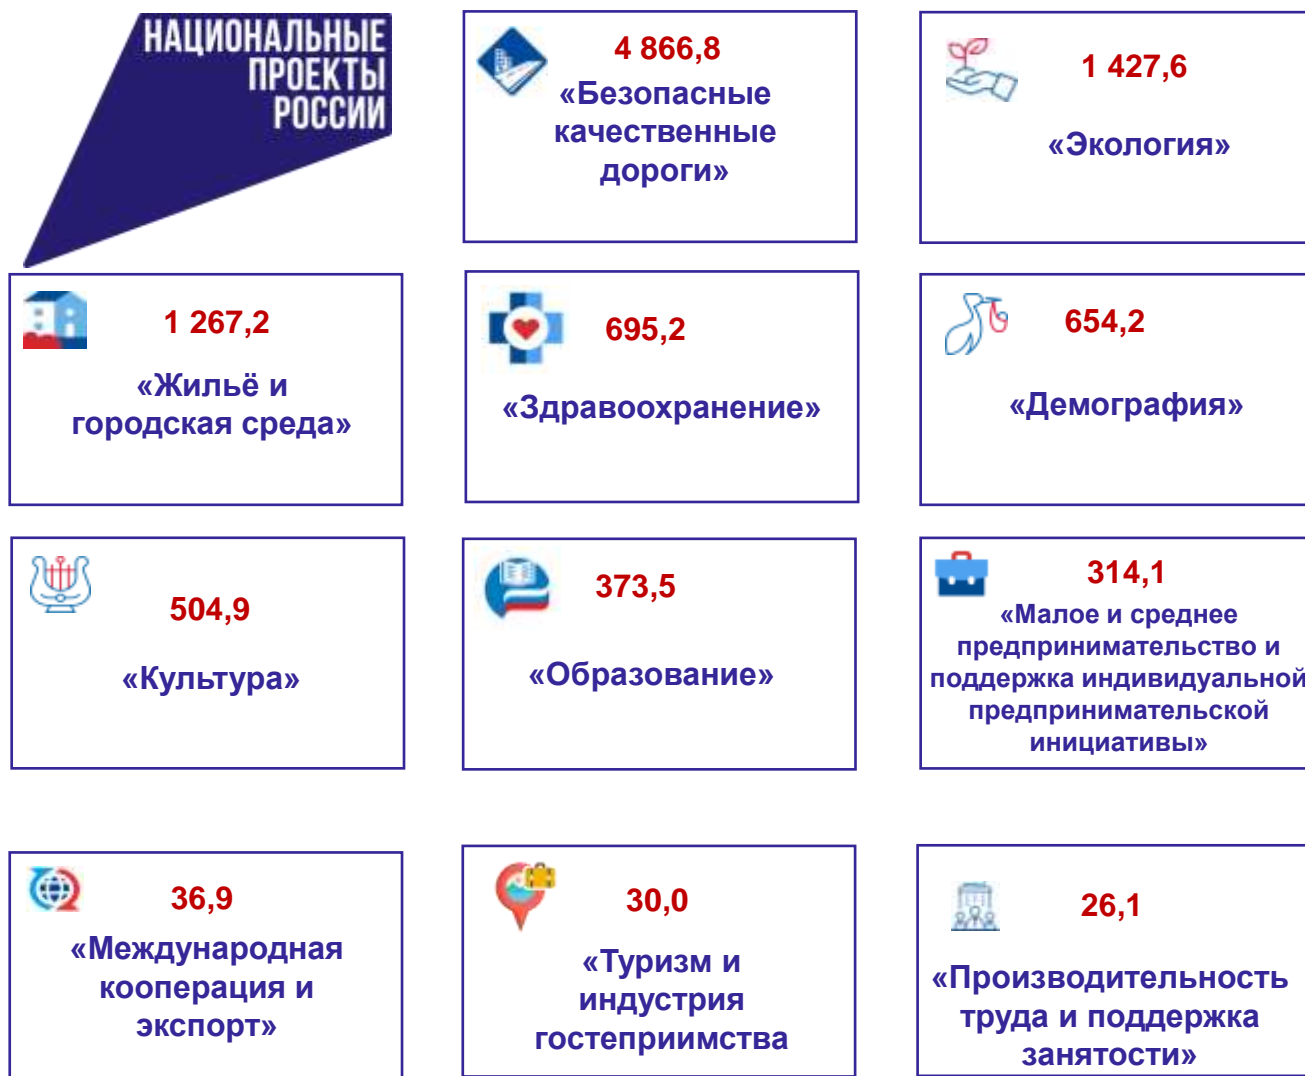 НАЦИОНАЛЬНЫЕ
ПРОЕКТЫ
РОССИИ
4 866,8
«Безопасные
качественные
дороги»
1 427,6
«Экология»
1 267,2
«Жильё и
городская среда»
695,2
«Здравоохранение»
654,2
«Демография»
504,9
«Культура»
373,5
«Образование»
314,1
«Малое и среднее
предпринимательство и
поддержка индивидуальной
предпринимательской
инициативы»
36,9
«Международная
кооперация и
экспорт»
30,0
«Туризм и
индустрия
гостеприимства
26,1
«Производительность
труда и поддержка
занятости»